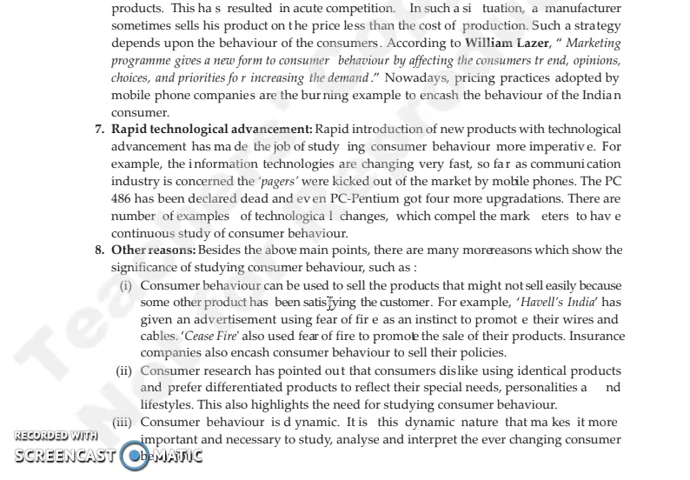 products. This has resulted in acute competition. In such a situation, a manufacturer
sometimes sells his product on the price less than the cost of production. Such a strategy
depends upon the behaviour of the consumers. According to William Lazer, “Marketing
programme gives a new form to consumer behaviour by affecting the consumers trend, opinions,
choices, and priorities for increasing the demand.” Nowadays, pricing practices adopted by
mobile phone companies are the burning example to encash the behaviour of the Indian
consumer.
7. Rapid technological advancement: Rapid introduction of new products with technological
advancement has made the job of studying consumer behaviour more imperative. For
example, the information technologies are changing very fast, so far as communication
industry is concerned the ‘pagers’ were kicked out of the market by mobile phones. The PC
486 has been declared dead and even PC-Pentium got four more upgradations. There are
number of examples of technological changes, which compel the marketers to have
continuous study of consumer behaviour.
8. Other reasons: Besides the above main points, there are many more reasons which show the
significance of studying consumer behaviour, such as :
(i) Consumer behaviour can be used to sell the products that might not sell easily because
some other product has been satisfying the customer. For example, ‘Havell’s India’ has
given an advertisement using fear of fire as an instinct to promote their wires and
cables. ‘Cease Fire’ also used fear of fire to promote the sale of their products. Insurance
companies also encash consumer behaviour to sell their policies.
(ii) Consumer research has pointed out that consumers dislike using identical products
and prefer differentiated products to reflect their special needs, personalities and
lifestyles. This also highlights the need for studying consumer behaviour.
(iii) Consumer behaviour is dynamic. It is this dynamic nature that makes it more
important and necessary to study, analyse and interpret the ever changing consumer
RECORDED WITH
SCREENCAST-O-MATIC